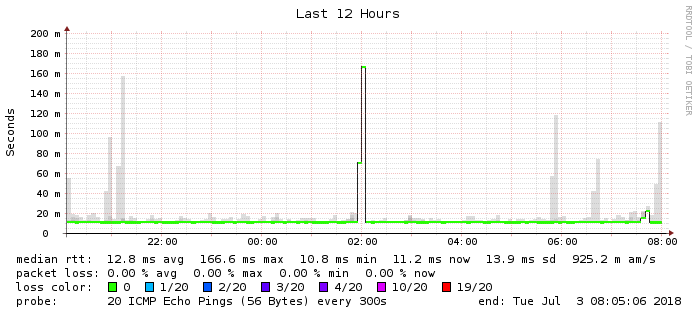 Last 12 Hours
RRDTOOL / TOBI OETIKER
Seconds
200 m
180 m
160 m
140 m
120 m
100 m
80 m
60 m
40 m
20 m
0
22:00 00:00 02:00 04:00 06:00 08:00
median rtt: 12.8 ms avg 166.6 ms max 10.8 ms min 11.2 ms now 13.9 ms sd 925.2 m am/s
packet loss: 0.00 % avg 0.00 % max 0.00 % min 0.00 % now
loss color: 0 1/20 2/20 3/20 4/20 10/20 19/20
probe: 20 ICMP Echo Pings (56 Bytes) every 300s end: Tue Jul 3 08:05:06 2018